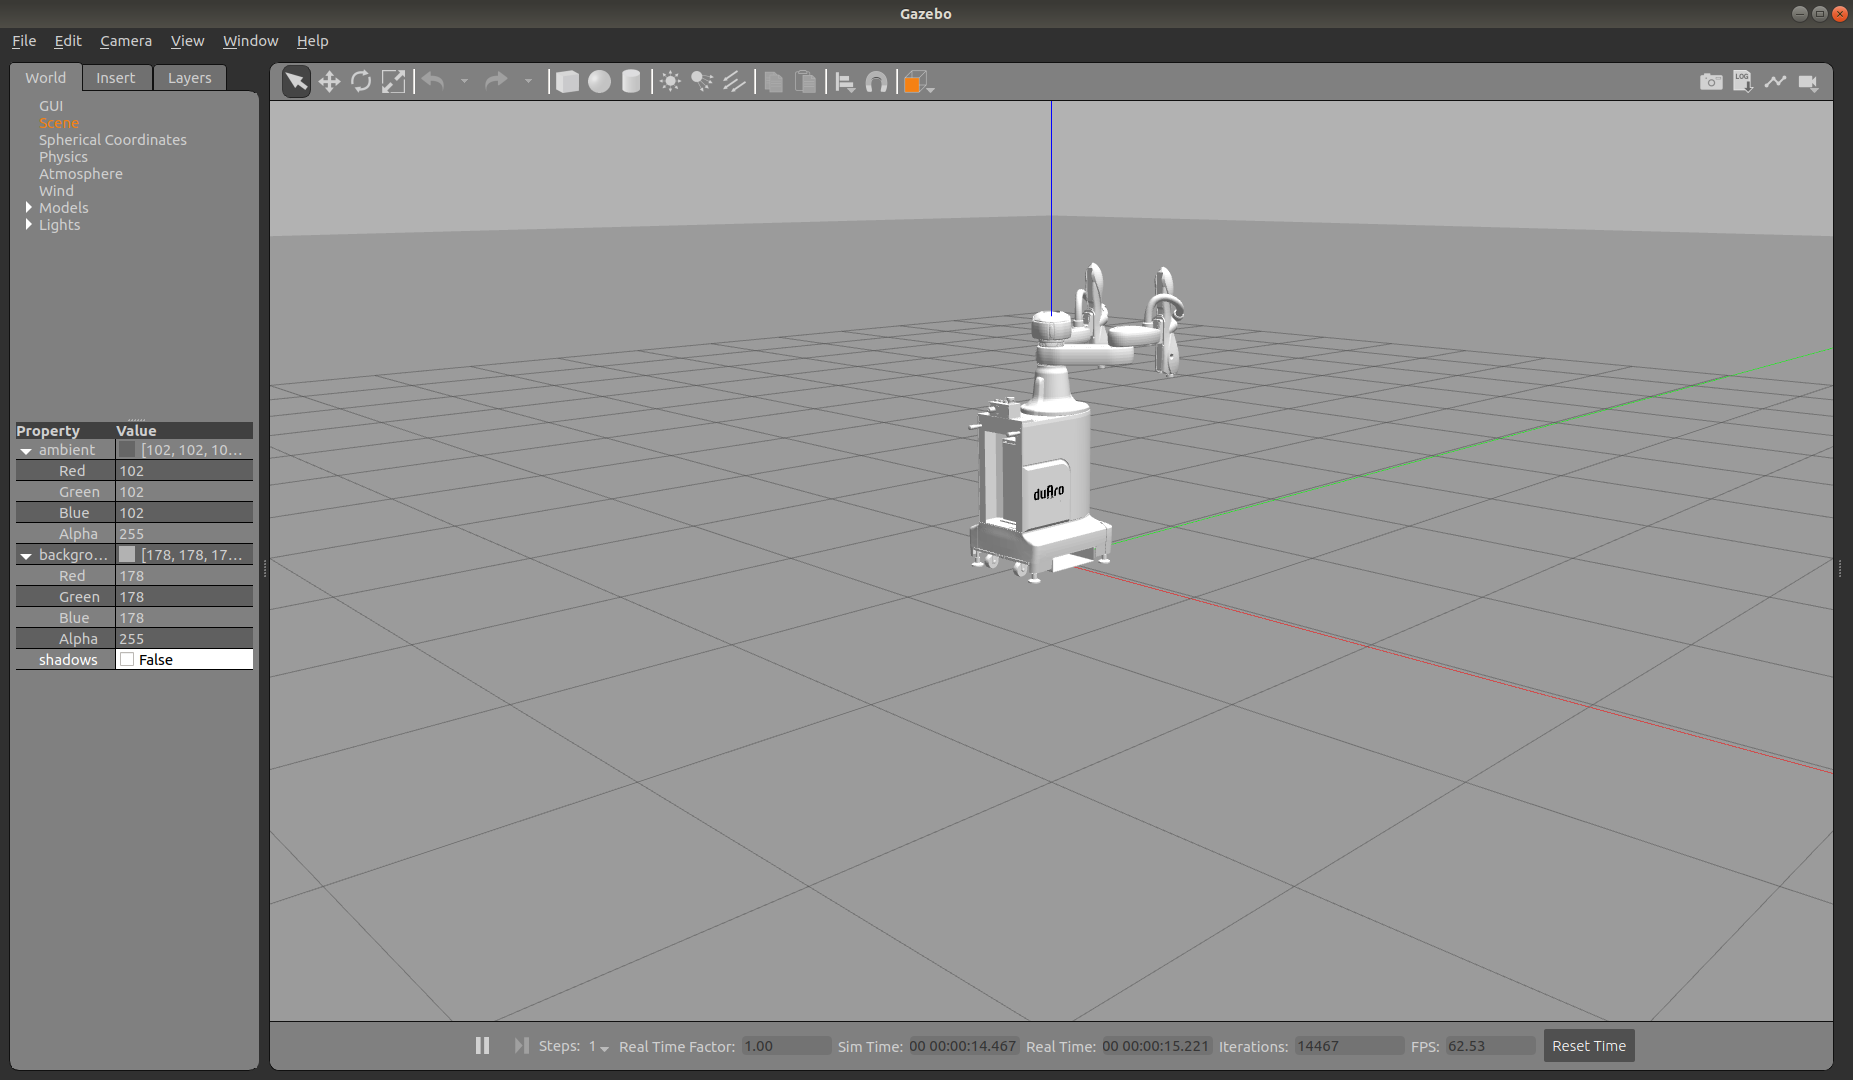 Gazebo
File Edit Camera View Window Help
World Insert Layers
GUI
Scene
Spherical Coordinates
Physics
Atmosphere
Wind
Models
Lights
LOG
Property Value
ambient [102, 102, 10...
Red 102
Green 102
Blue 102
Alpha 255
backgro... [178, 178, 17...
Red 178
Green 178
Blue 178
Alpha 255
shadows False
duAro
Steps: 1 Real Time Factor: 1.00 Sim Time: 00 00:00:14.467 Real Time: 00 00:00:15.221 Iterations: 14467 FPS: 62.53 Reset Time